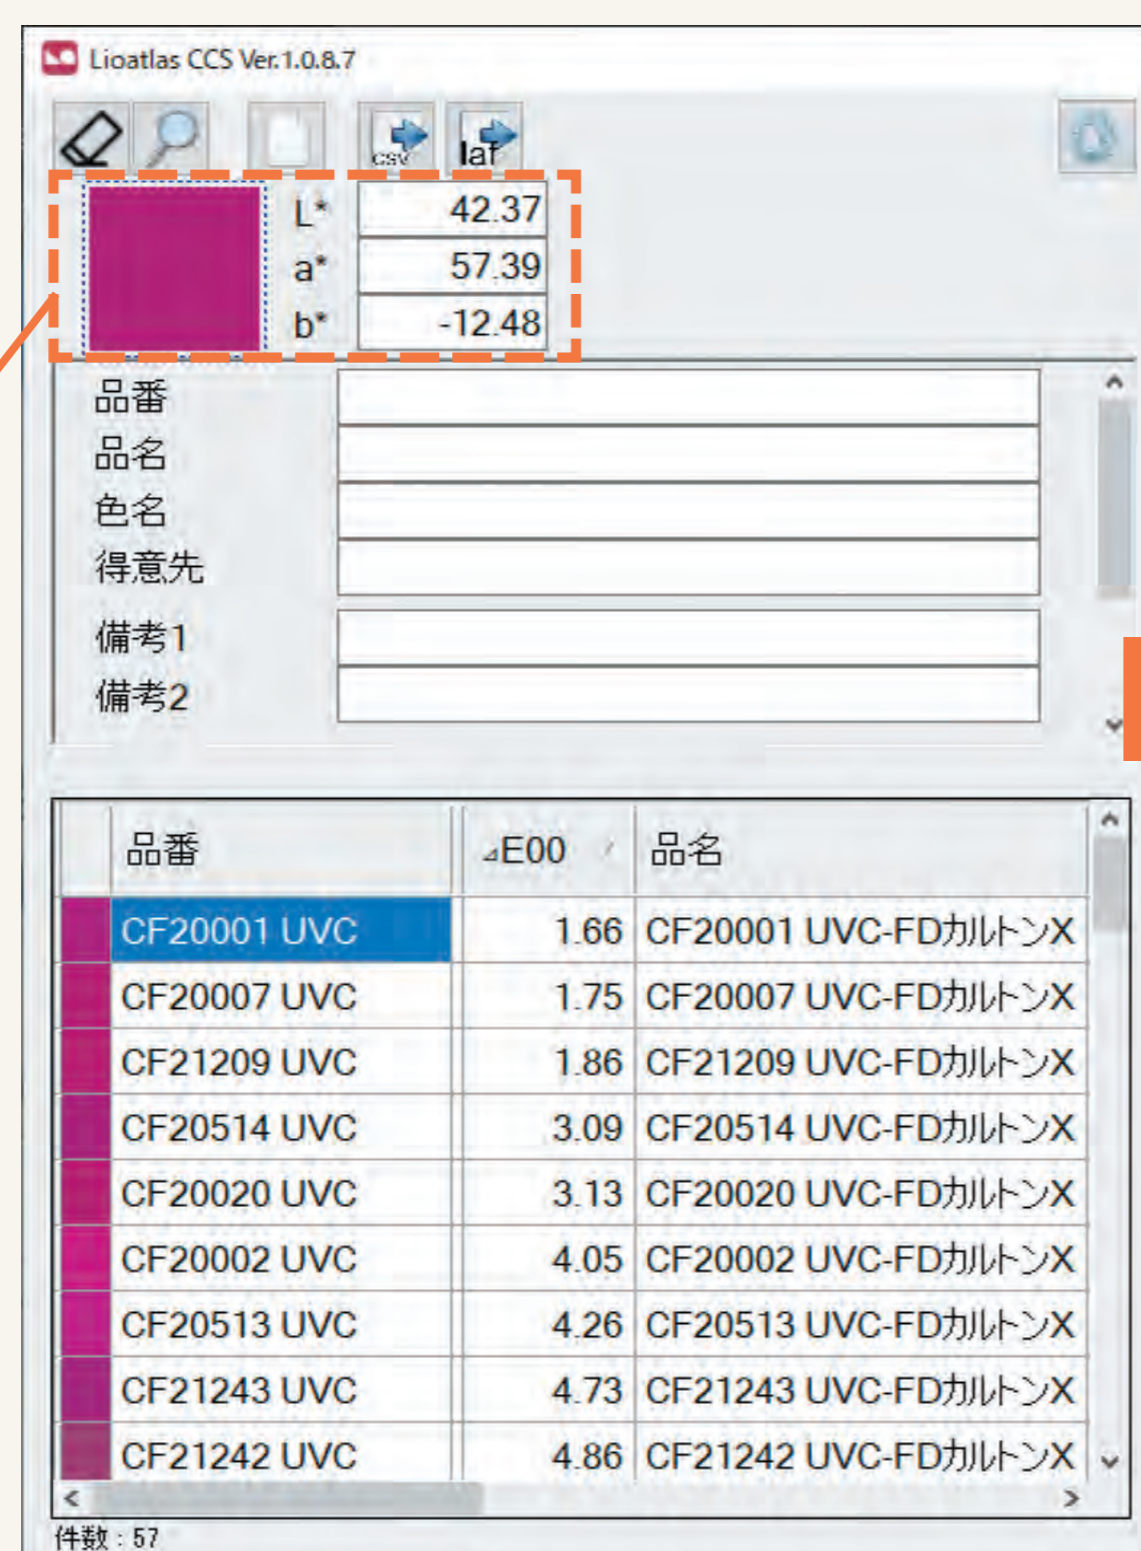 Lioatlas CCS Ver.1.0.8.7
csv laf
L* 42.37
a* 57.39
b* -12.48
品番
品名
色名
得意先
備考1
備考2
品番 ⊿E00 品名
CF20001 UVC 1.66 CF20001 UVC-FDカルトンX
CF20007 UVC 1.75 CF20007 UVC-FDカルトンX
CF21209 UVC 1.86 CF21209 UVC-FDカルトンX
CF20514 UVC 3.09 CF20514 UVC-FDカルトンX
CF20020 UVC 3.13 CF20020 UVC-FDカルトンX
CF20002 UVC 4.05 CF20002 UVC-FDカルトンX
CF20513 UVC 4.26 CF20513 UVC-FDカルトンX
CF21243 UVC 4.73 CF21243 UVC-FDカルトンX
CF21242 UVC 4.86 CF21242 UVC-FDカルトンX
件数 : 57